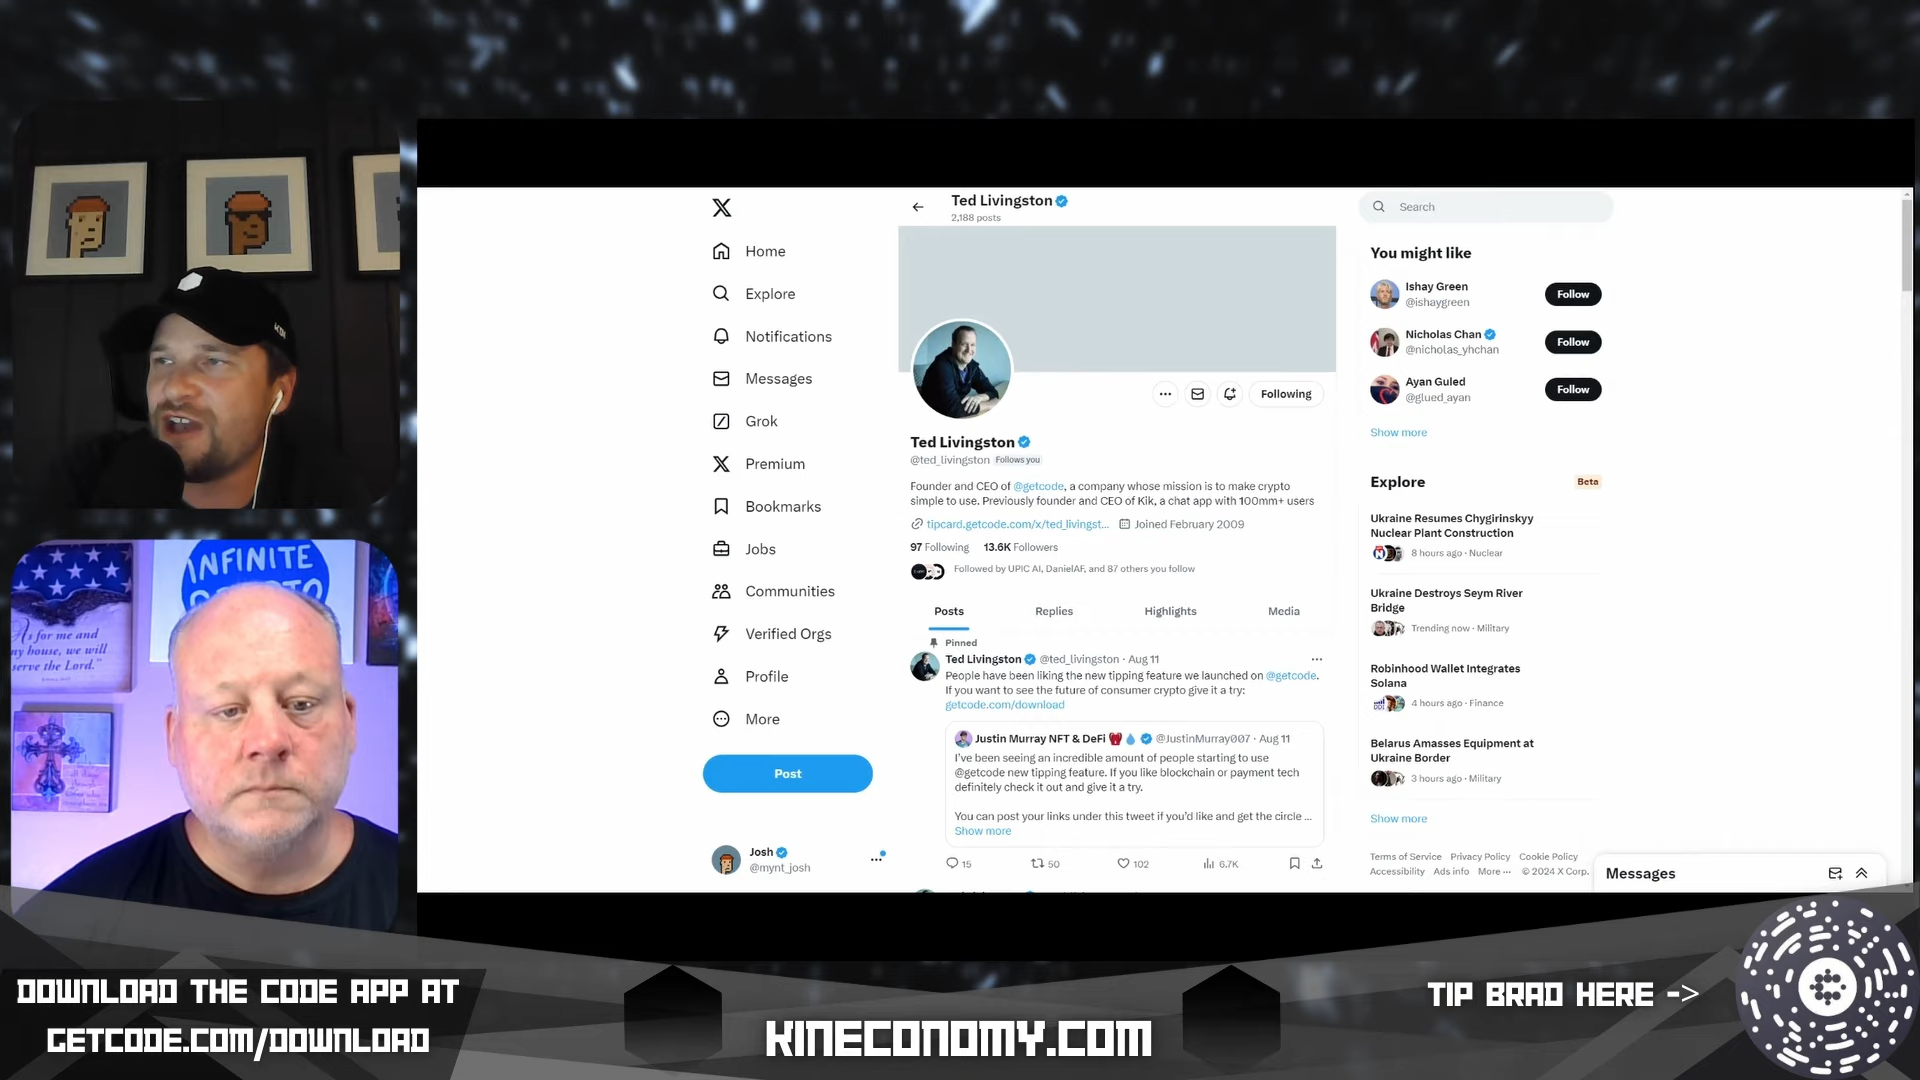 INFINITE
As for me and
my house, we will
serve the Lord."
Home
Explore
Notifications
Messages
Grok
Premium
Bookmarks
Jobs
Communities
Verified Orgs
Profile
More
Post
Josh
@mynt_josh
Ted Livingston
2,188 posts
Following
Ted Livingston
@ted_livingston Follows you
Founder and CEO of @getcode, a company whose mission is to make crypto
simple to use. Previously founder and CEO of Kik, a chat app with 100mm+ users
tipcard.getcode.com/x/ted_livingst... Joined February 2009
97 Following 13.6K Followers
Followed by UPIC AI, DanielAF, and 87 others you follow
Posts Replies Highlights Media
Pinned
Ted Livingston @ted_livingston · Aug 11
People have been liking the new tipping feature we launched on @getcode.
If you want to see the future of consumer crypto give it a try:
getcode.com/download
Justin Murray NFT & DeFi @JustinMurray007 · Aug 11
I've been seeing an incredible amount of people starting to use
@getcode new tipping feature. If you like blockchain or payment tech
definitely check it out and give it a try.
You can post your links under this tweet if you'd like and get the circle ...
Show more
15 50 102 6.7K
Search
You might like
Ishay Green
@ishaygreen
Follow
Nicholas Chan
@nicholas_yhchan
Follow
Ayan Guled
@glued_ayan
Follow
Show more
Explore Beta
Ukraine Resumes Chygirinskyy
Nuclear Plant Construction
8 hours ago · Nuclear
Ukraine Destroys Seym River
Bridge
Trending now · Military
Robinhood Wallet Integrates
Solana
4 hours ago · Finance
Belarus Amasses Equipment at
Ukraine Border
3 hours ago · Military
Show more
Terms of Service Privacy Policy Cookie Policy
Accessibility Ads info More ··· © 2024 X Corp.
Messages
DOWNLOAD THE CODE APP AT
GETCODE.COM/DOWNLOAD
KINECONOMY.COM
TIP BRAD HERE ->